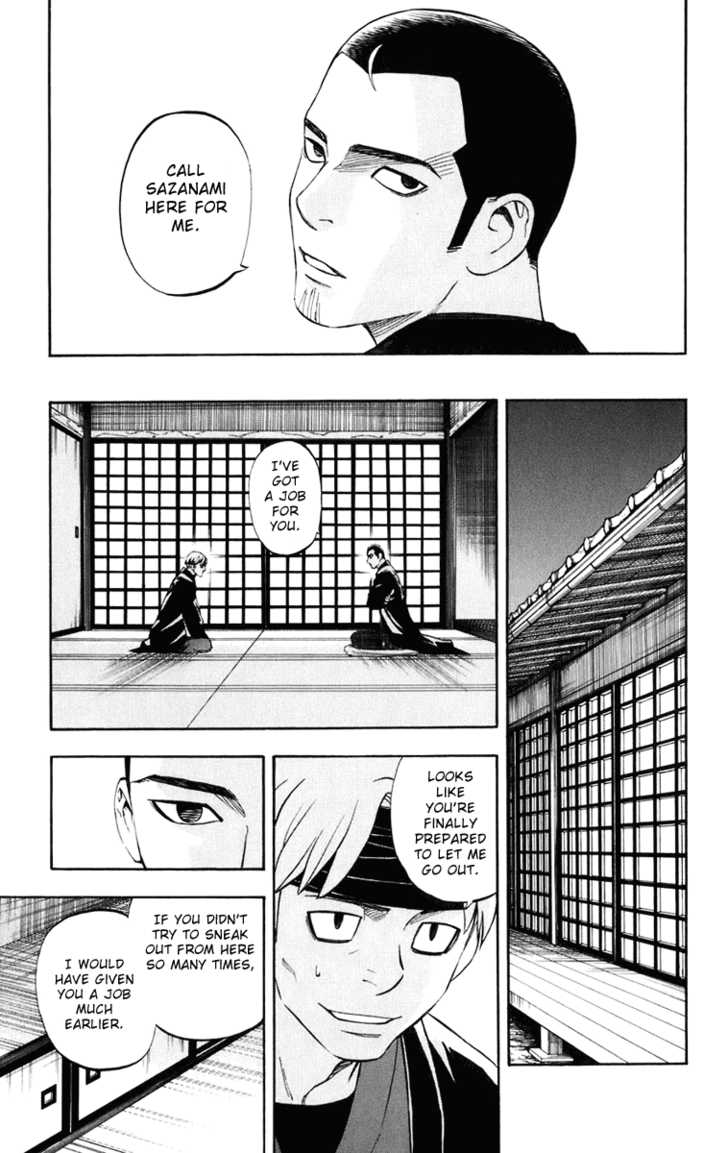 CALL
SAZANAMI
HERE FOR
ME.
I'VE
GOT
A JOB
FOR
YOU.
LOOKS
LIKE
YOU'RE
FINALLY
PREPARED
TO LET ME
GO OUT.
IF YOU DIDN'T
TRY TO SNEAK
OUT FROM HERE
SO MANY TIMES,
I WOULD
HAVE GIVEN
YOU A JOB
MUCH
EARLIER.